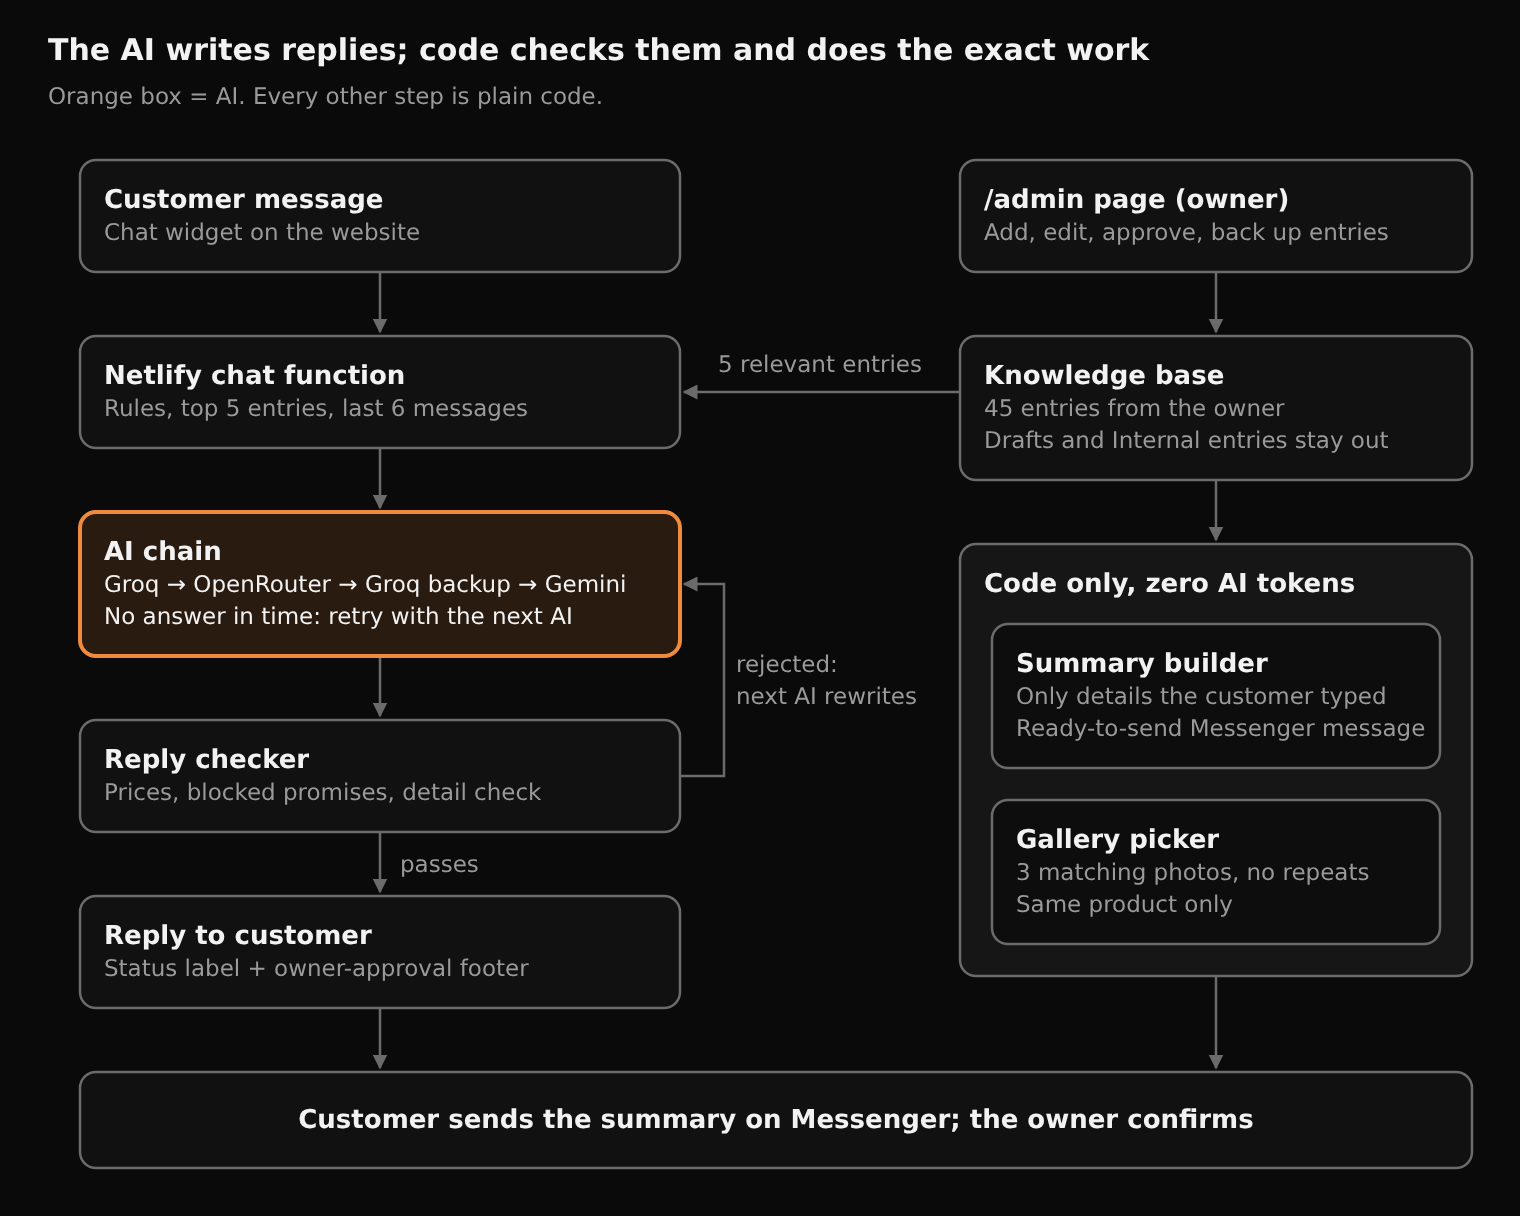 The AI writes replies; code checks them and does the exact work
Orange box = AI. Every other step is plain code.
Customer message
Chat widget on the website
/admin page (owner)
Add, edit, approve, back up entries
Netlify chat function
Rules, top 5 entries, last 6 messages
5 relevant entries
Knowledge base
45 entries from the owner
Drafts and Internal entries stay out
AI chain
Groq → OpenRouter → Groq backup → Gemini
No answer in time: retry with the next AI
rejected:
next AI rewrites
Code only, zero AI tokens
Summary builder
Only details the customer typed
Ready-to-send Messenger message
Reply checker
Prices, blocked promises, detail check
passes
Gallery picker
3 matching photos, no repeats
Same product only
Reply to customer
Status label + owner-approval footer
Customer sends the summary on Messenger; the owner confirms